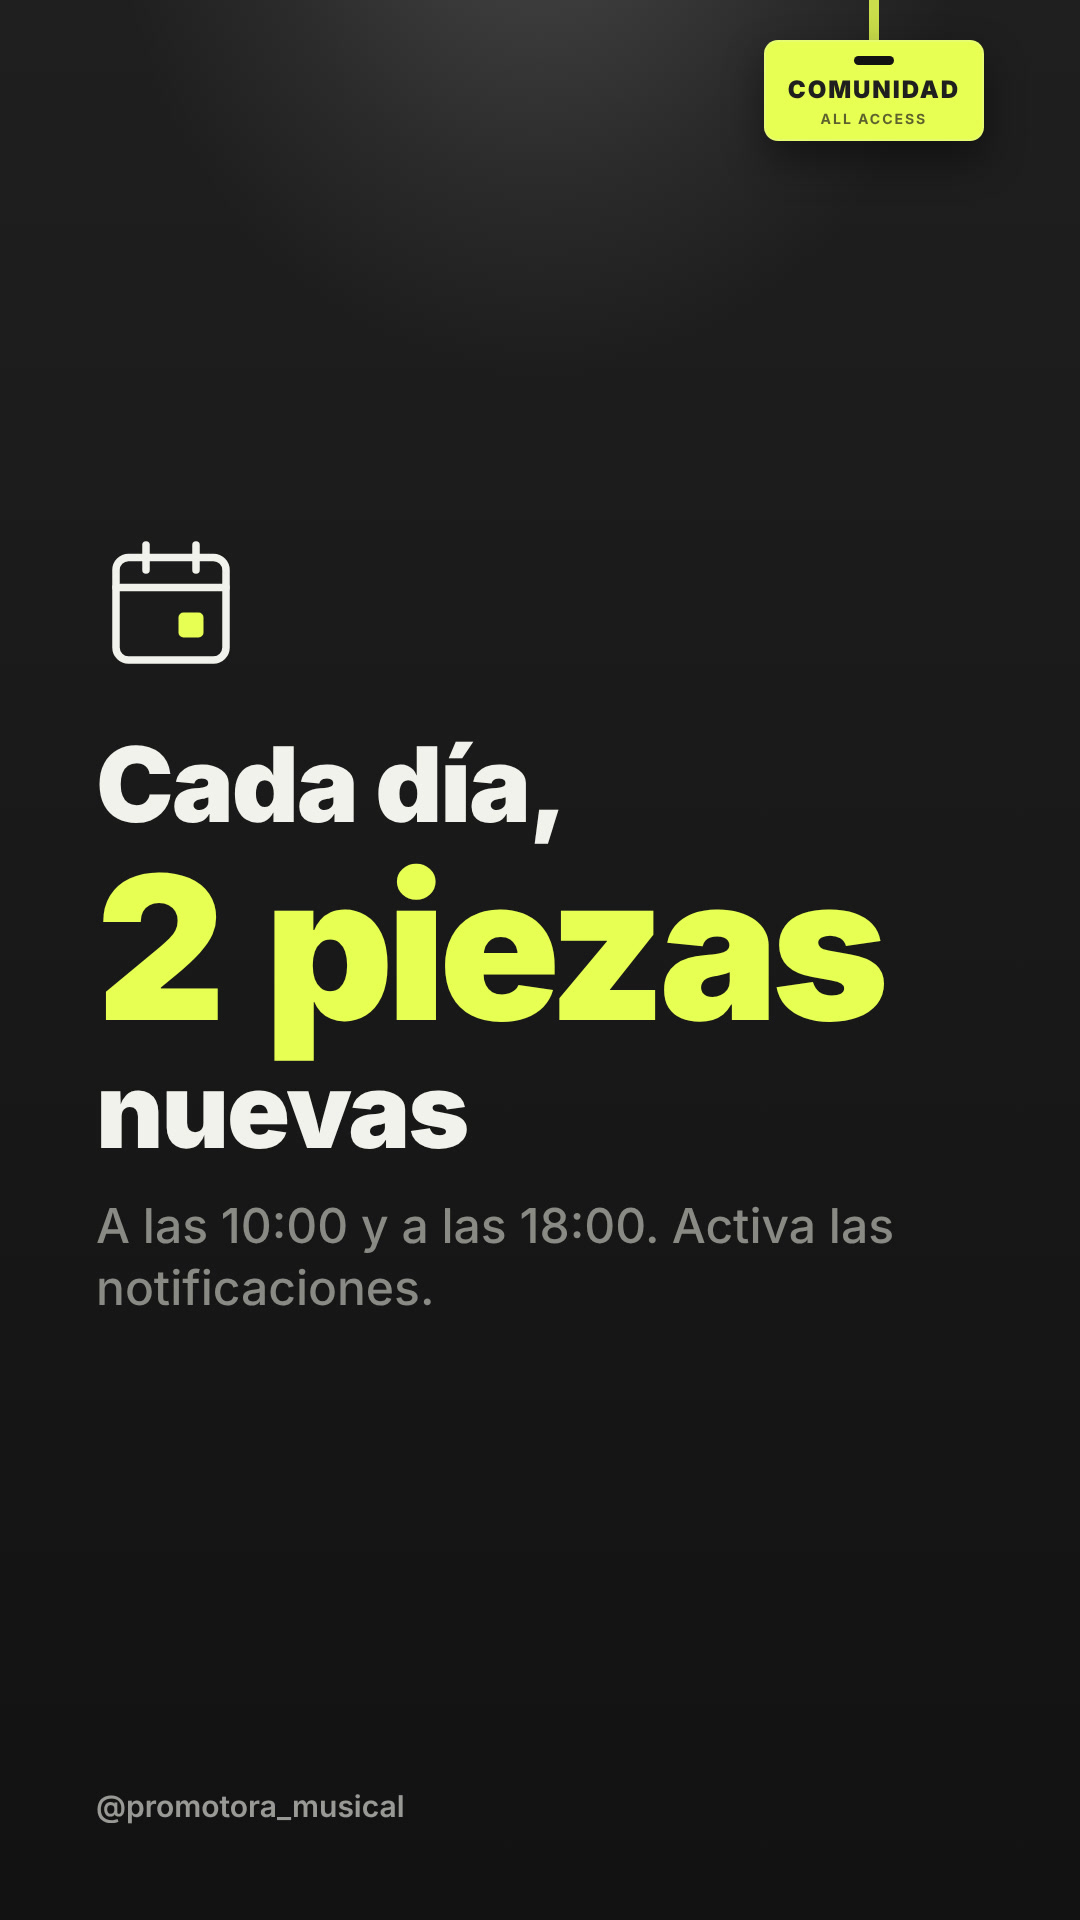 COMUNIDAD
ALL ACCESS
Cada día,
2 piezas
nuevas
A las 10:00 y a las 18:00. Activa las
notificaciones.
@promotora_musical